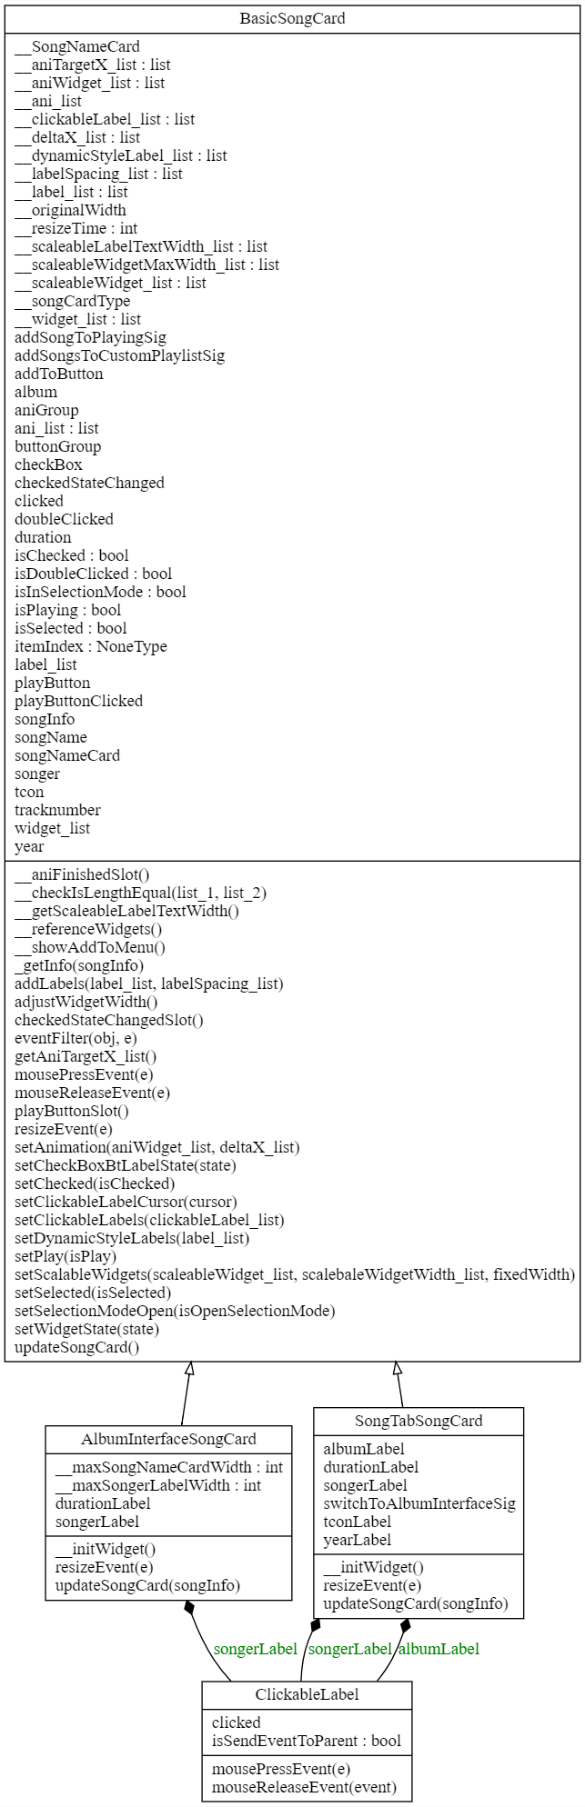 BasicSongCard
__SongNameCard
__aniTargetX_list : list
__aniWidget_list : list
__ani_list
__clickableLabel_list : list
__deltaX_list : list
__dynamicStyleLabel_list : list
__labelSpacing_list : list
__label_list : list
__originalWidth
__resizeTime : int
__scaleableLabelTextWidth_list : list
__scaleableWidgetMaxWidth_list : list
__scaleableWidget_list : list
__songCardType
__widget_list : list
addSongToPlayingSig
addSongsToCustomPlaylistSig
addToButton
album
aniGroup
ani_list : list
buttonGroup
checkBox
checkedStateChanged
clicked
doubleClicked
duration
isChecked : bool
isDoubleClicked : bool
isInSelectionMode : bool
isPlaying : bool
isSelected : bool
itemIndex : NoneType
label_list
playButton
playButtonClicked
songInfo
songName
songNameCard
songer
tcon
tracknumber
widget_list
year
__aniFinishedSlot()
__checkIsLengthEqual(list_1, list_2)
__getScaleableLabelTextWidth()
__referenceWidgets()
__showAddToMenu()
_getInfo(songInfo)
addLabels(label_list, labelSpacing_list)
adjustWidgetWidth()
checkedStateChangedSlot()
eventFilter(obj, e)
getAniTargetX_list()
mousePressEvent(e)
mouseReleaseEvent(e)
playButtonSlot()
resizeEvent(e)
setAnimation(aniWidget_list, deltaX_list)
setCheckBoxBtLabelState(state)
setChecked(isChecked)
setClickableLabelCursor(cursor)
setClickableLabels(clickableLabel_list)
setDynamicStyleLabels(label_list)
setPlay(isPlay)
setScalableWidgets(scaleableWidget_list, scalebaleWidgetWidth_list, fixedWidth)
setSelected(isSelected)
setSelectionModeOpen(isOpenSelectionMode)
setWidgetState(state)
updateSongCard()
AlbumInterfaceSongCard
__maxSongNameCardWidth : int
__maxSongerLabelWidth : int
durationLabel
songerLabel
__initWidget()
resizeEvent(e)
updateSongCard(songInfo)
SongTabSongCard
albumLabel
durationLabel
songerLabel
switchToAlbumInterfaceSig
tconLabel
yearLabel
__initWidget()
resizeEvent(e)
updateSongCard(songInfo)
songerLabel songerLabel albumLabel
ClickableLabel
clicked
isSendEventToParent : bool
mousePressEvent(e)
mouseReleaseEvent(event)